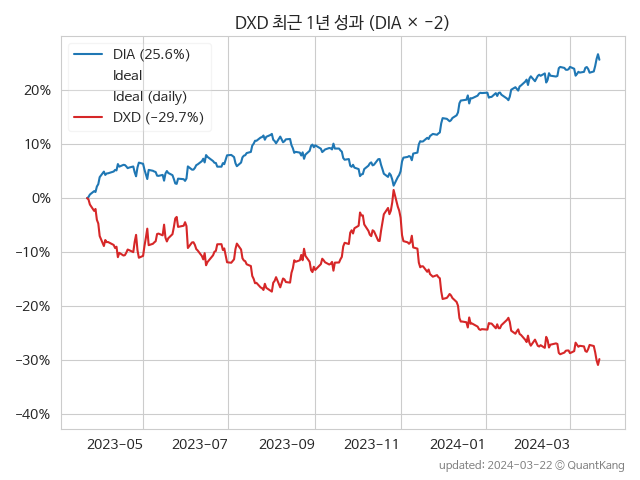 DXD 최근 1년 성과 (DIA × −2)
DIA (25.6%)
Ideal
Ideal (daily)
DXD (−29.7%)
20%
10%
0%
−10%
−20%
−30%
−40%
2023−05 2023−07 2023−09 2023−11 2024−01 2024−03
updated: 2024−03−22 © QuantKang